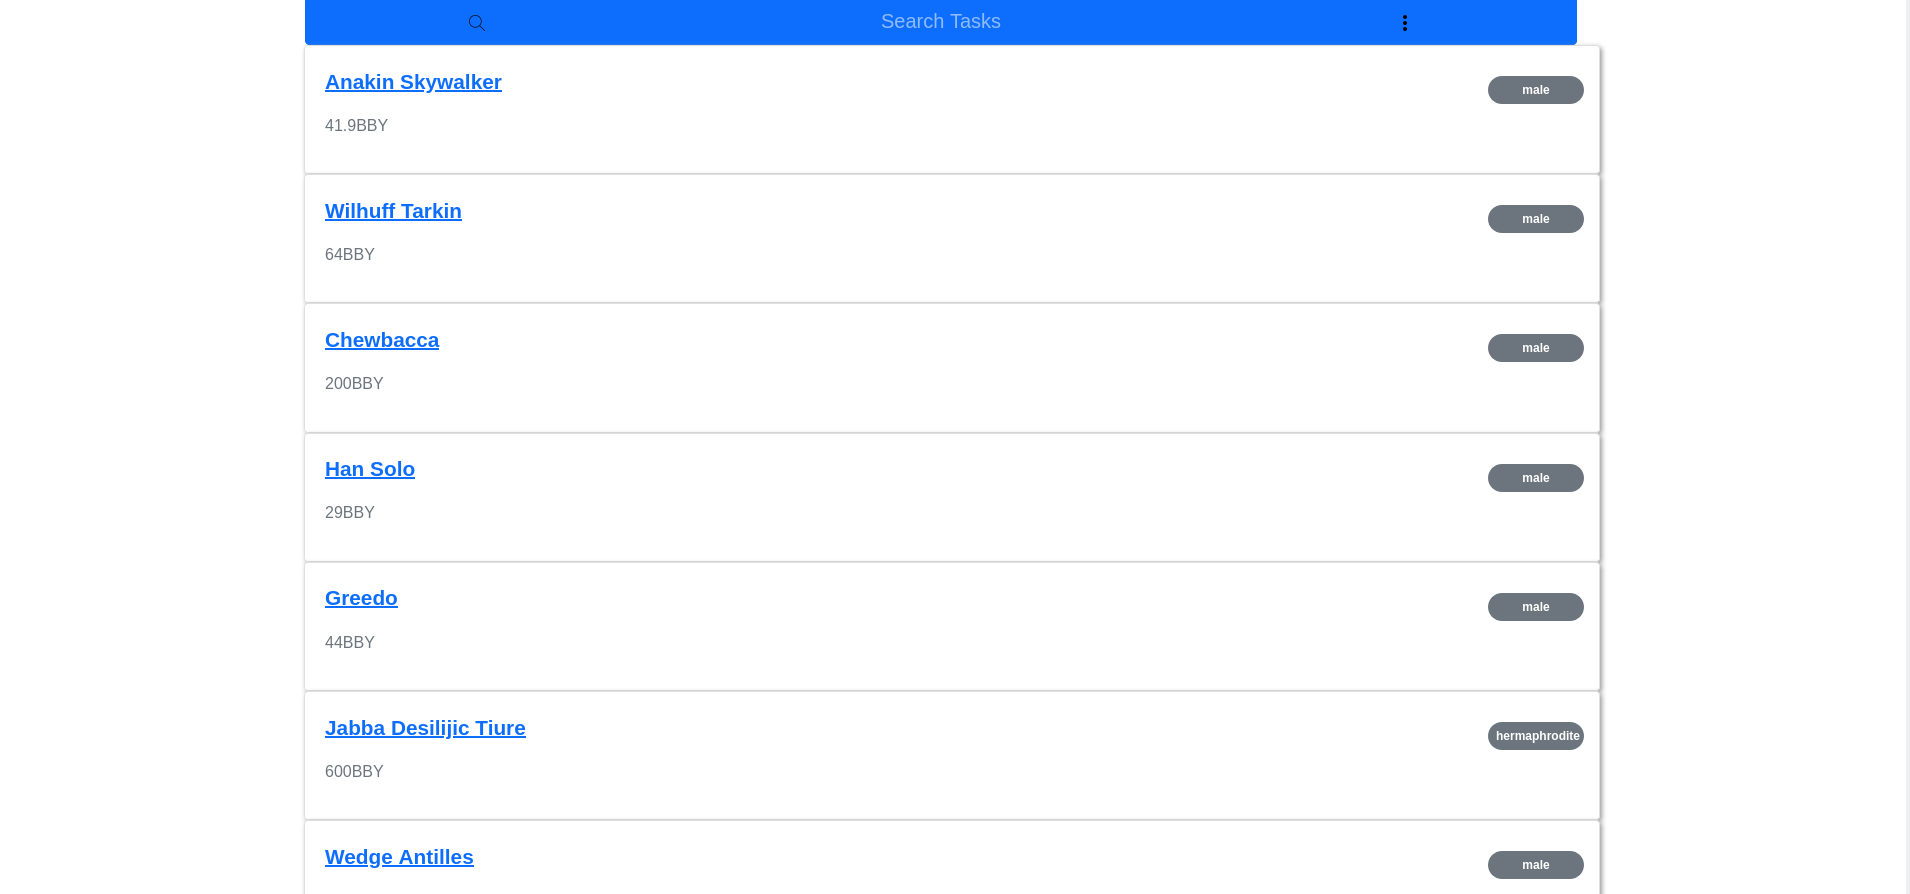 Search Tasks
Anakin Skywalker
male
41.9BBY
Wilhuff Tarkin
male
64BBY
Chewbacca
male
200BBY
Han Solo
male
29BBY
Greedo
male
44BBY
Jabba Desilijic Tiure
hermaphrodite
600BBY
Wedge Antilles
male